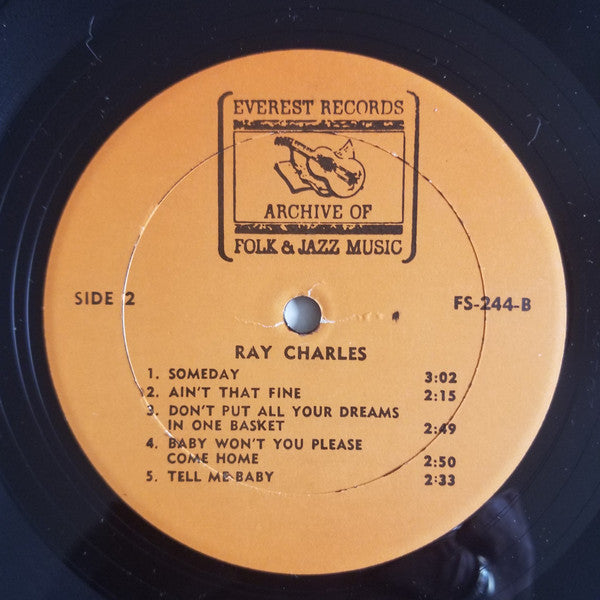 EVEREST RECORDS
ARCHIVE OF
FOLK & JAZZ MUSIC
SIDE 2
FS-244-B
RAY CHARLES
1. SOMEDAY 3:02
2. AIN'T THAT FINE 2:15
3. DON'T PUT ALL YOUR DREAMS
IN ONE BASKET 2:49
4. BABY WON'T YOU PLEASE
COME HOME 2:50
5. TELL ME BABY 2:33